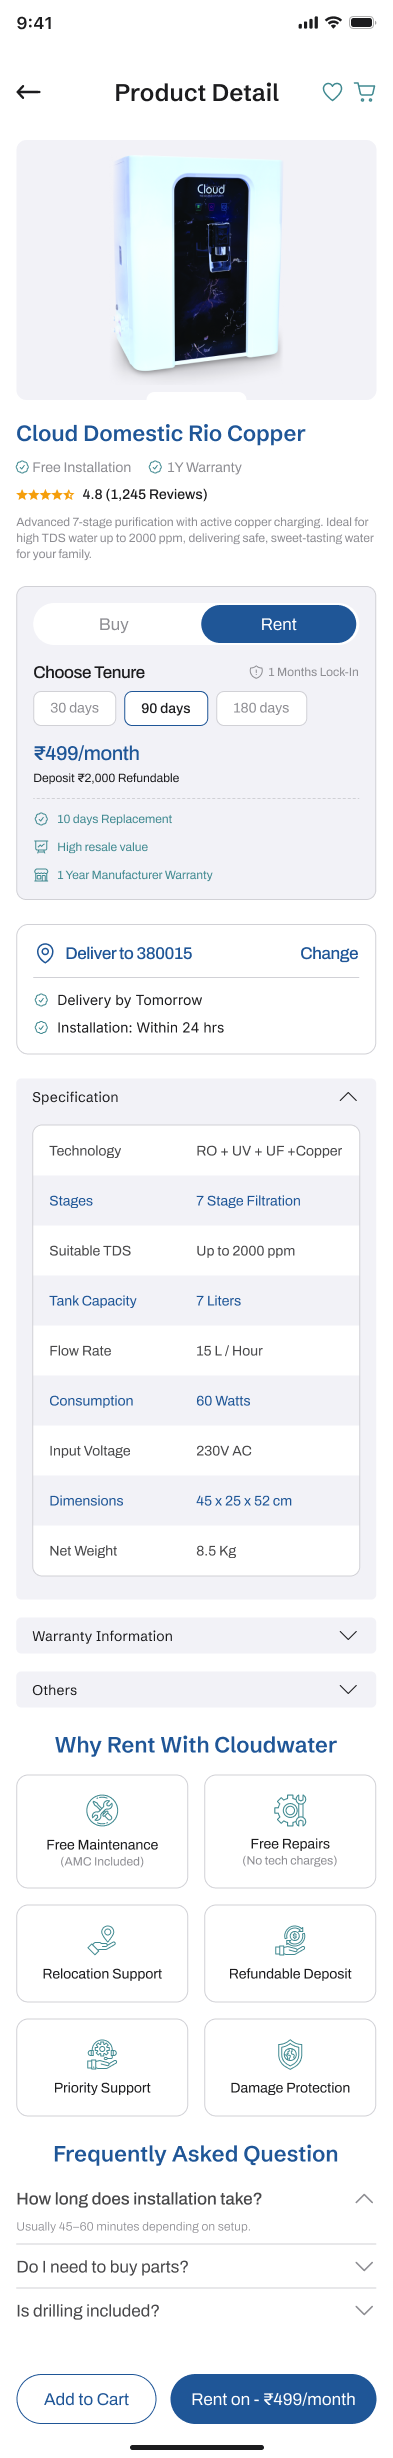 9:41
Product Detail
Cloud
Cloud Domestic Rio Copper
Free Installation 1Y Warranty
4.8 (1,245 Reviews)
Advanced 7-stage purification with active copper charging. Ideal for
high TDS water up to 2000 ppm, delivering safe, sweet-tasting water
for your family.
Buy Rent
Choose Tenure 1 Months Lock-In
30 days 90 days 180 days
₹499/month
Deposit ₹2,000 Refundable
10 days Replacement
High resale value
1 Year Manufacturer Warranty
Deliver to 380015 Change
Delivery by Tomorrow
Installation: Within 24 hrs
Specification
Technology RO + UV + UF +Copper
Stages 7 Stage Filtration
Suitable TDS Up to 2000 ppm
Tank Capacity 7 Liters
Flow Rate 15 L / Hour
Consumption 60 Watts
Input Voltage 230V AC
Dimensions 45 x 25 x 52 cm
Net Weight 8.5 Kg
Warranty Information
Others
Why Rent With Cloudwater
Free Maintenance
(AMC Included)
Free Repairs
(No tech charges)
Relocation Support
Refundable Deposit
Priority Support
Damage Protection
Frequently Asked Question
How long does installation take?
Usually 45–60 minutes depending on setup.
Do I need to buy parts?
Is drilling included?
Add to Cart
Rent on - ₹499/month